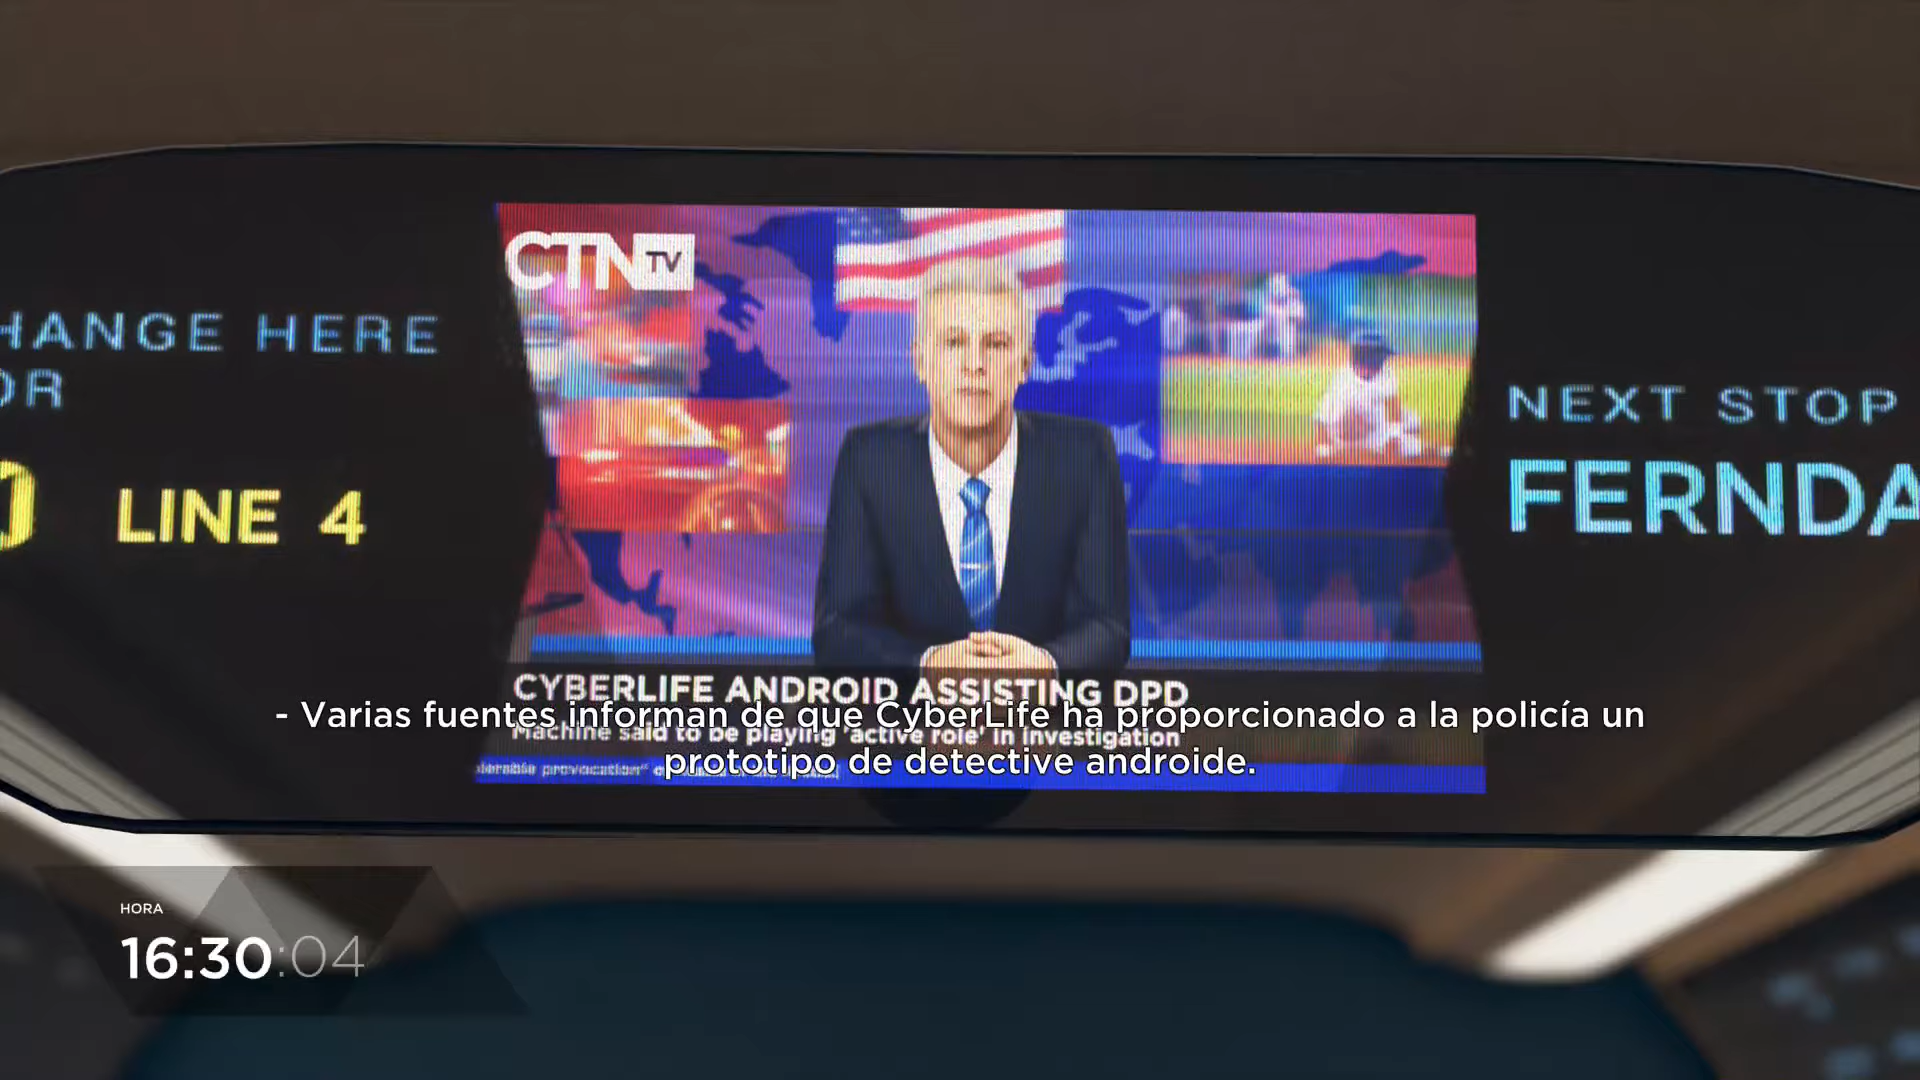 CTN TV
HANGE HERE
OR
LINE 4
NEXT STOP
FERNDA
CYBERLIFE ANDROID ASSISTING DPD
Machine said to be playing 'active role' in investigation
provocation"
- Varias fuentes informan de que CyberLife ha proporcionado a la policía un
prototipo de detective androide.
HORA
16:30:04